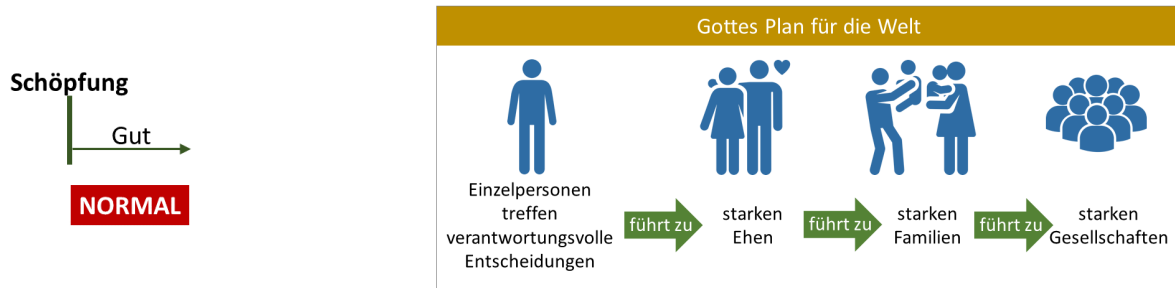 Schöpfung
Gut
NORMAL
Gottes Plan für die Welt
Einzelpersonen
treffen
verantwortungsvolle
Entscheidungen
führt zu
starken
Ehen
führt zu
starken
Familien
führt zu
starken
Gesellschaften